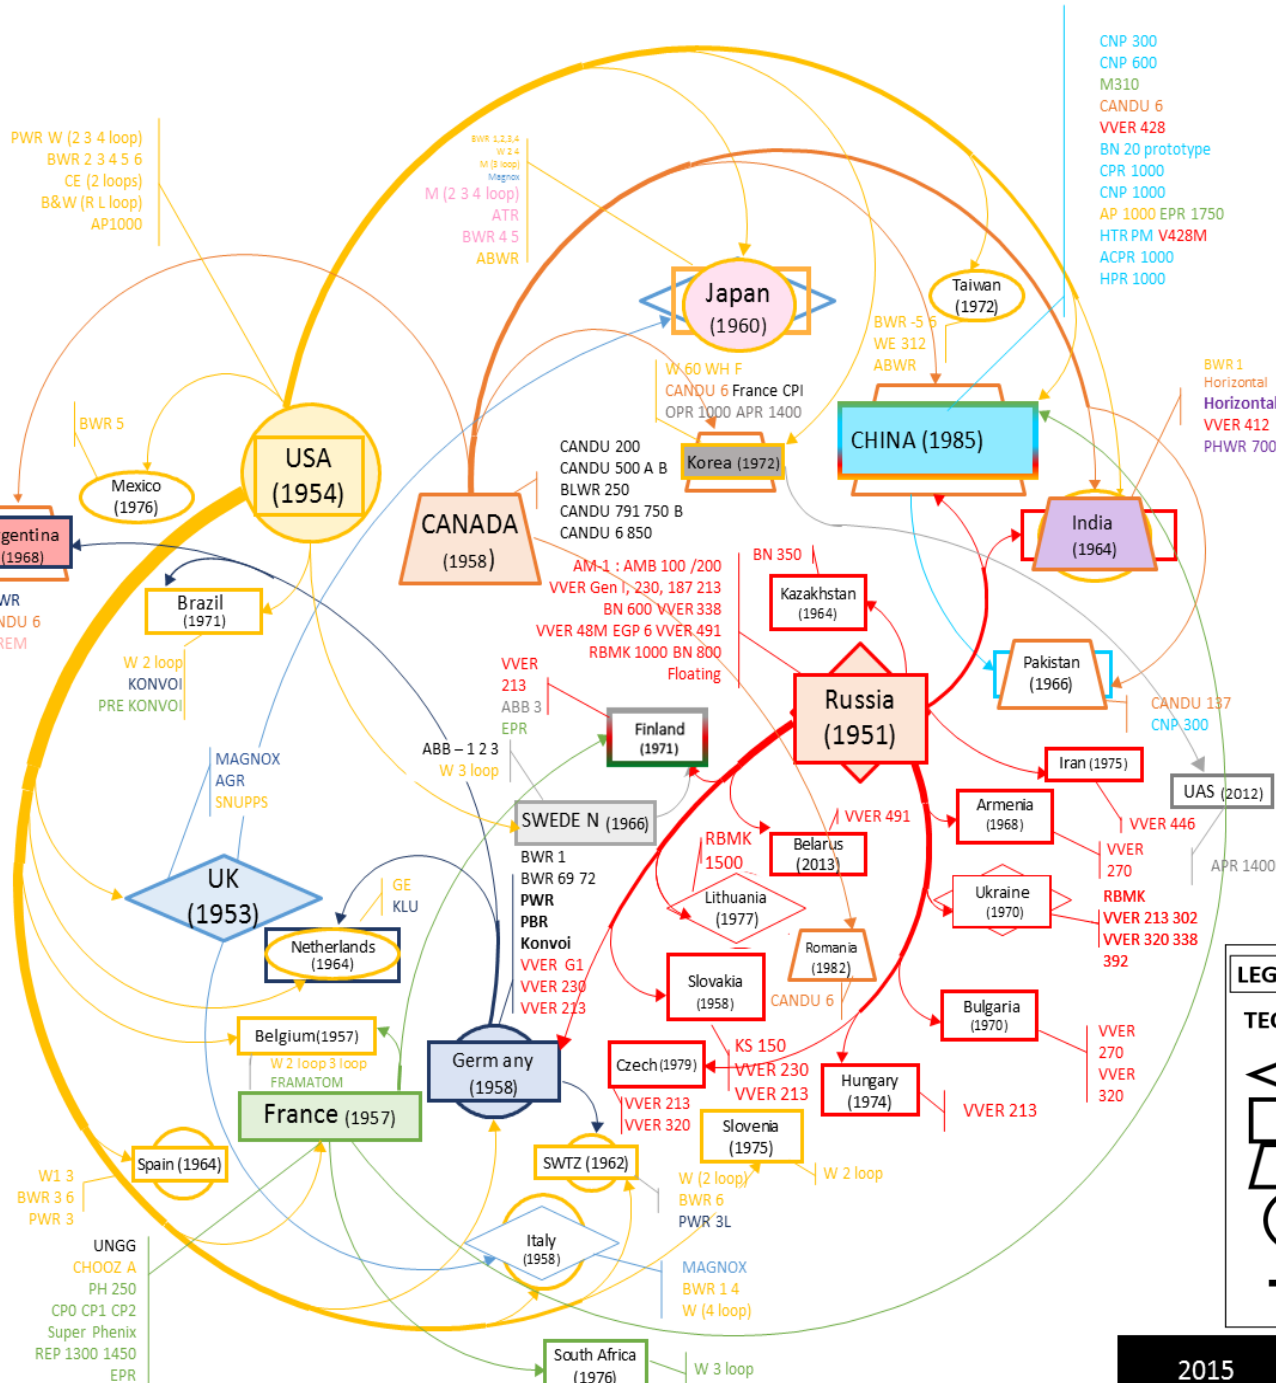 CNP 300
CNP 600
M310
CANDU 6
VVER 428
BN 20 prototype
CPR 1000
CNP 1000
AP 1000 EPR 1750
HTR PM V428M
ACPR 1000
HPR 1000
PWR W (2 3 4 loop)
BWR 2 3 4 5 6
CE (2 loops)
B&W (R L loop)
AP1000
BWR 1,2,3,4
W 2 4
M (3 loop)
Magnox
M (2 3 4 loop)
ATR
BWR 4 5
ABWR
Japan
(1960)
Taiwan
(1972)
BWR -5 6
WE 312
ABWR
W 60 WH F
CANDU 6 France CPI
OPR 1000 APR 1400
BWR 1
Horizontal
Horizontal
VVER 412
PHWR 700
BWR 5
Mexico
(1976)
USA
(1954)
CHINA (1985)
Korea (1972)
CANDU 200
CANDU 500 A B
BLWR 250
CANDU 791 750 B
CANDU 6 850
CANADA
(1958)
India
(1964)
gentina
(1968)
WR
NDU 6
REM
Brazil
(1971)
W 2 loop
KONVOI
PRE KONVOI
AM-1 : AMB 100 /200
VVER Gen I, 230, 187 213
BN 600 VVER 338
VVER 48M EGP 6 VVER 491
RBMK 1000 BN 800
Floating
BN 350
Kazakhstan
(1964)
Pakistan
(1966)
CANDU 137
CNP 300
VVER
213
ABB 3
EPR
Finland
(1971)
Russia
(1951)
ABB – 1 2 3
W 3 loop
Iran (1975)
VVER 446
UAS (2012)
APR 1400
MAGNOX
AGR
SNUPPS
UK
(1953)
SWEDE N (1966)
Armenia
(1968)
VVER
270
VVER 491
Belarus
(2013)
RBMK
1500
Lithuania
(1977)
Ukraine
(1970)
RBMK
VVER 213 302
VVER 320 338
392
BWR 1
BWR 69 72
PWR
PBR
Konvoi
VVER G1
VVER 230
VVER 213
GE
KLU
Netherlands
(1964)
Romania
(1982)
CANDU 6
Slovakia
(1958)
KS 150
VVER 230
VVER 213
Bulgaria
(1970)
VVER
270
VVER
320
LEG
TEC
Belgium(1957)
W 2 loop 3 loop
FRAMATOM
France (1957)
Germ any
(1958)
Czech (1979)
VVER 213
VVER 320
Hungary
(1974)
VVER 213
Slovenia
(1975)
W 2 loop
Spain (1964)
W1 3
BWR 3 6
PWR 3
SWTZ (1962)
W (2 loop)
BWR 6
PWR 3L
Italy
(1958)
MAGNOX
BWR 1 4
W (4 loop)
UNGG
CHOOZ A
PH 250
CP0 CP1 CP2
Super Phenix
REP 1300 1450
EPR
South Africa
(1976)
W 3 loop
2015